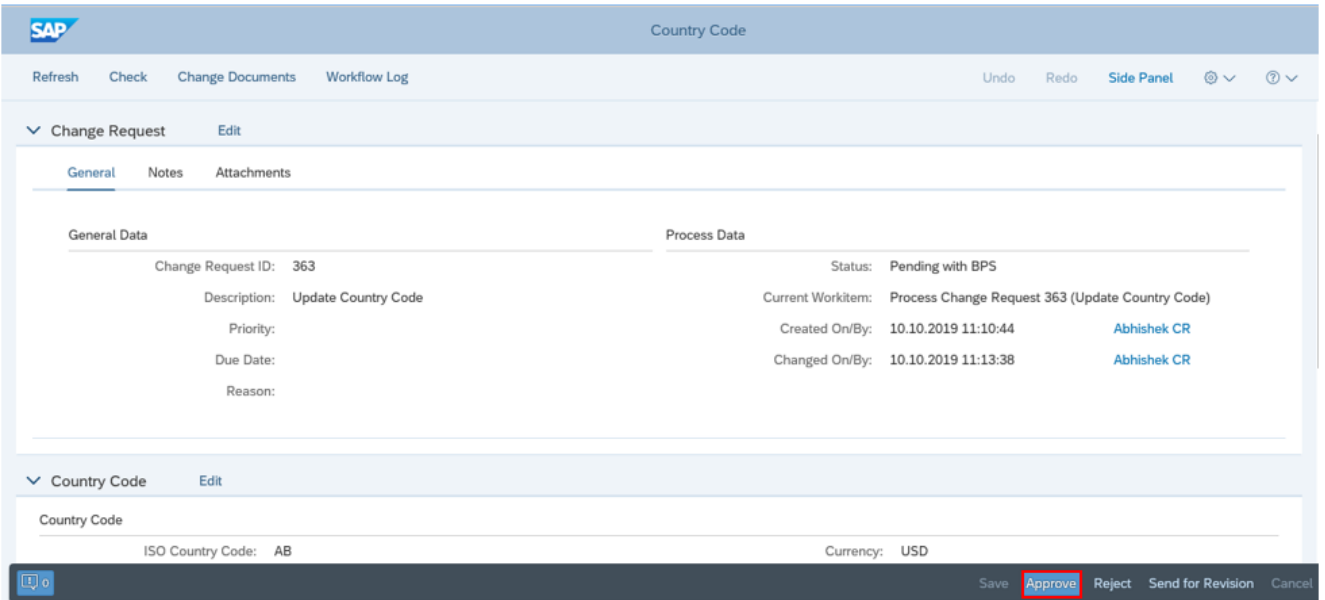 SAP Country Code
Refresh Check Change Documents Workflow Log Undo Redo Side Panel
Change Request Edit
General Notes Attachments
General Data Process Data
Change Request ID: 363 Status: Pending with BPS
Description: Update Country Code Current Workitem: Process Change Request 363 (Update Country Code)
Priority: Created On/By: 10.10.2019 11:10:44 Abhishek CR
Due Date: Changed On/By: 10.10.2019 11:13:38 Abhishek CR
Reason:
Country Code Edit
Country Code
ISO Country Code: AB Currency: USD
0 Save Approve Reject Send for Revision Cancel